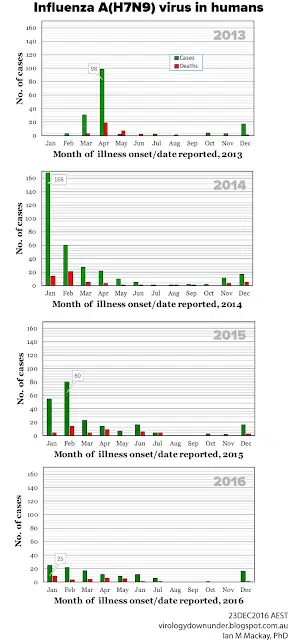 Influenza A(H7N9) virus in humans
2013
Cases
Deaths
98
No. of cases
160
140
120
100
80
60
40
20
0
Jan Feb Mar Apr May Jun Jul Aug Sep Oct Nov Dec
Month of illness onset/date reported, 2013
2014
168
No. of cases
160
140
120
100
80
60
40
20
0
Jan Feb Mar Apr May Jun Jul Aug Sep Oct Nov Dec
Month of illness onset/date reported, 2014
2015
80
No. of cases
160
140
120
100
80
60
40
20
0
Jan Feb Mar Apr May Jun Jul Aug Sep Oct Nov Dec
Month of illness onset/date reported, 2015
2016
25
No. of cases
160
140
120
100
80
60
40
20
0
Jan Feb Mar Apr May Jun Jul Aug Sep Oct Nov Dec
Month of illness onset/date reported, 2016
23DEC2016 AEST
virologydownunder.blogspot.com.au
Ian M Mackay, PhD